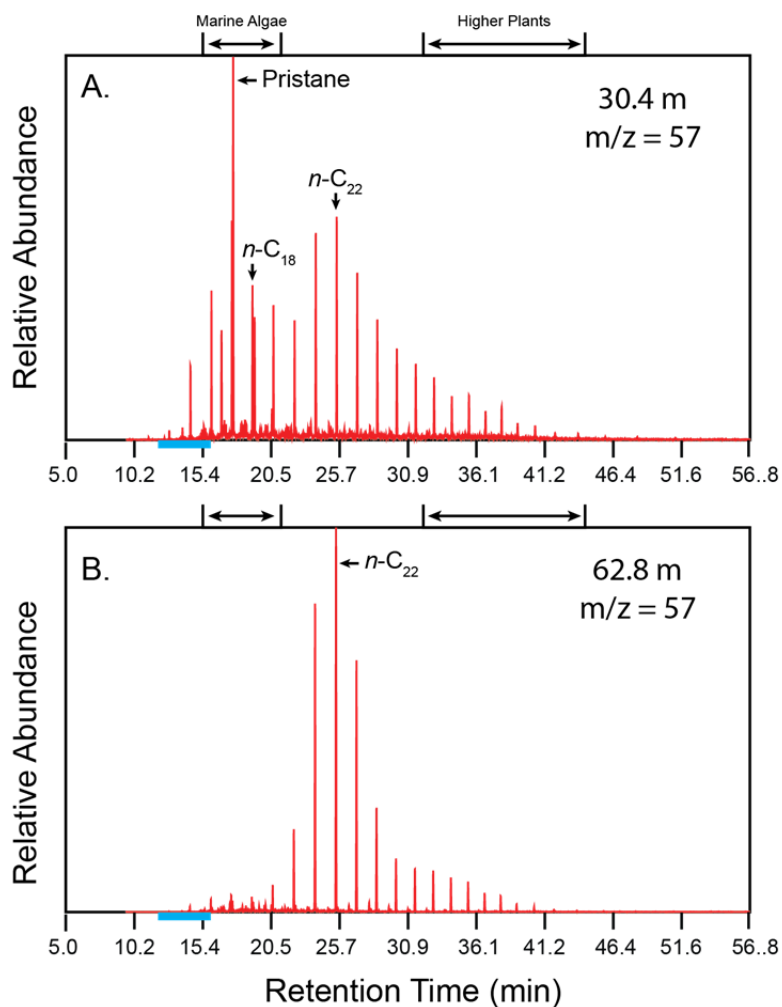 Marine Algae Higher Plants
A.
Pristane
30.4 m
m/z = 57
n-C22
n-C18
Relative Abundance
5.0 10.2 15.4 20.5 25.7 30.9 36.1 41.2 46.4 51.6 56..8
B.
n-C22
62.8 m
m/z = 57
Relative Abundance
5.0 10.2 15.4 20.5 25.7 30.9 36.1 41.2 46.4 51.6 56..8
Retention Time (min)